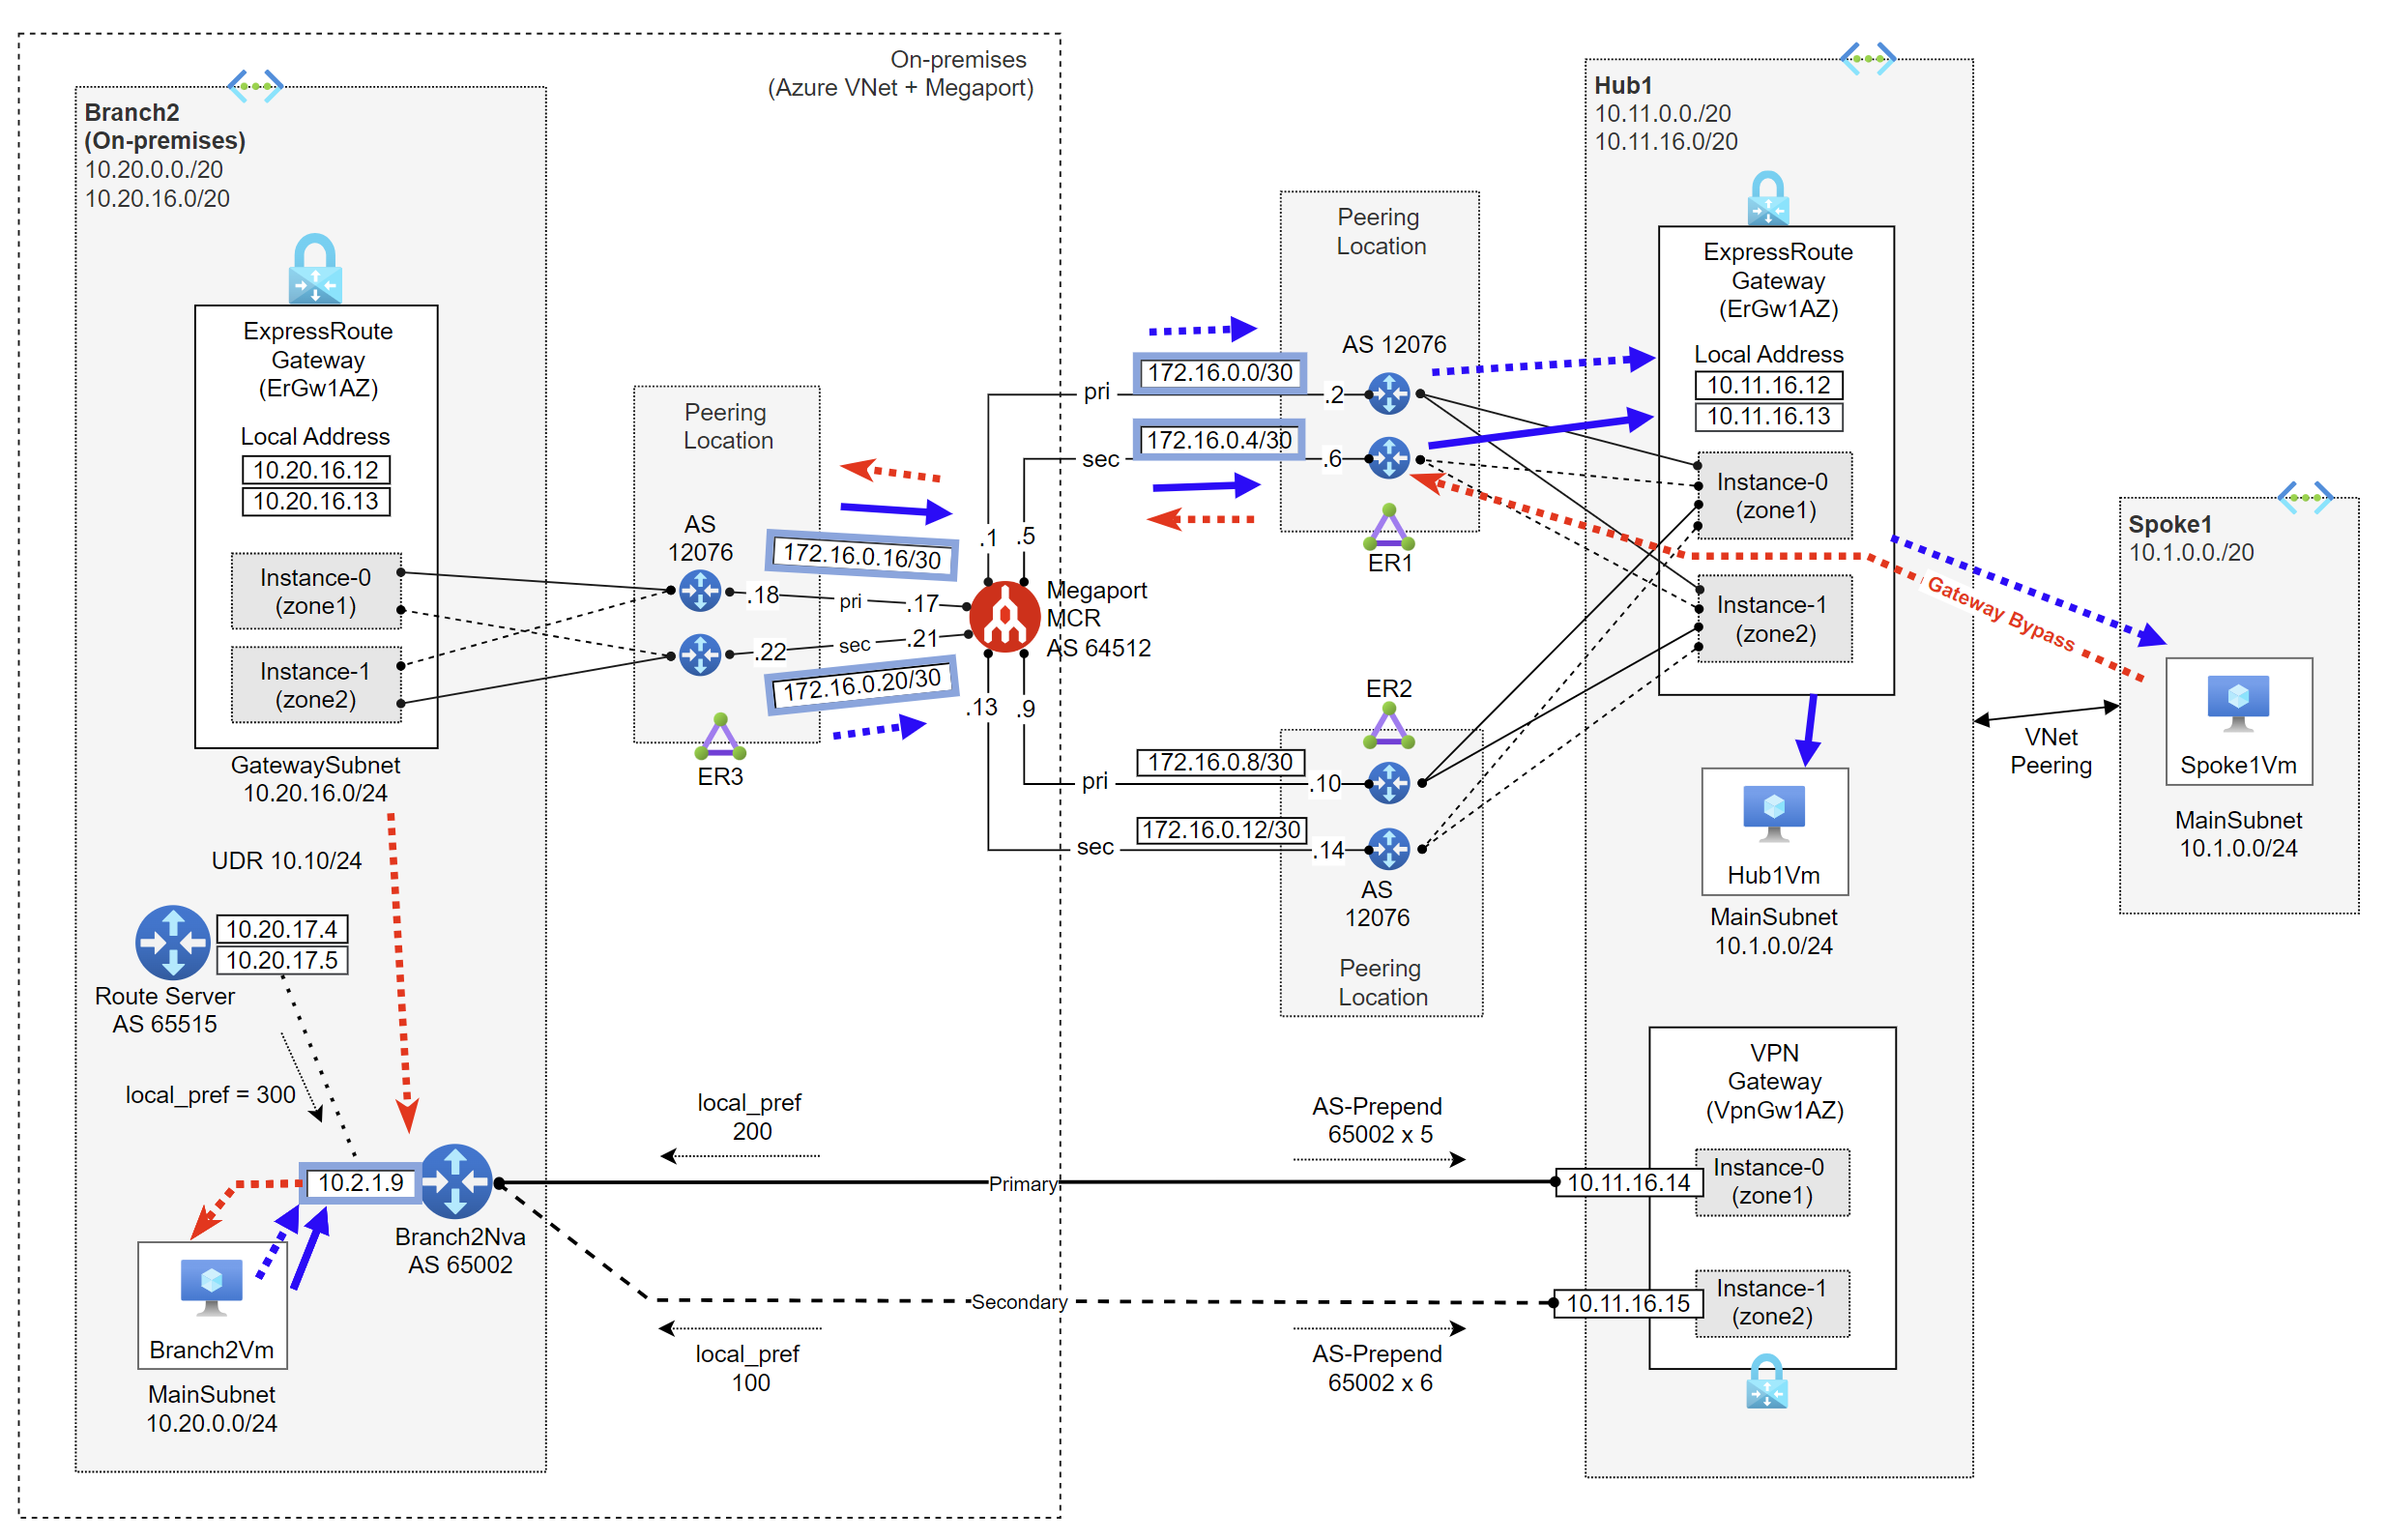 On-premises
(Azure VNet + Megaport)
Branch2
(On-premises)
10.20.0.0./20
10.20.16.0/20
ExpressRoute
Gateway
(ErGw1AZ)
Local Address
10.20.16.12
10.20.16.13
Instance-0
(zone1)
Instance-1
(zone2)
GatewaySubnet
10.20.16.0/24
UDR 10.10/24
10.20.17.4
10.20.17.5
Route Server
AS 65515
local_pref = 300
10.2.1.9
Branch2Nva
AS 65002
Branch2Vm
MainSubnet
10.20.0.0/24
Peering
Location
AS
12076
172.16.0.16/30
.18
pri
.17
.22
sec
.21
172.16.0.20/30
ER3
.1
.5
Megaport
MCR
AS 64512
.13
.9
pri
172.16.0.0/30
.2
sec
172.16.0.4/30
.6
Peering
Location
AS 12076
ER1
ER2
pri
172.16.0.8/30
.10
sec
172.16.0.12/30
.14
AS
12076
Peering
Location
local_pref
200
AS-Prepend
65002 x 5
Primary
Secondary
local_pref
100
AS-Prepend
65002 x 6
Hub1
10.11.0.0./20
10.11.16.0/20
ExpressRoute
Gateway
(ErGw1AZ)
Local Address
10.11.16.12
10.11.16.13
Instance-0
(zone1)
Instance-1
(zone2)
Gateway Bypass
Hub1Vm
MainSubnet
10.1.0.0/24
VPN
Gateway
(VpnGw1AZ)
10.11.16.14
Instance-0
(zone1)
10.11.16.15
Instance-1
(zone2)
VNet
Peering
Spoke1
10.1.0.0./20
Spoke1Vm
MainSubnet
10.1.0.0/24